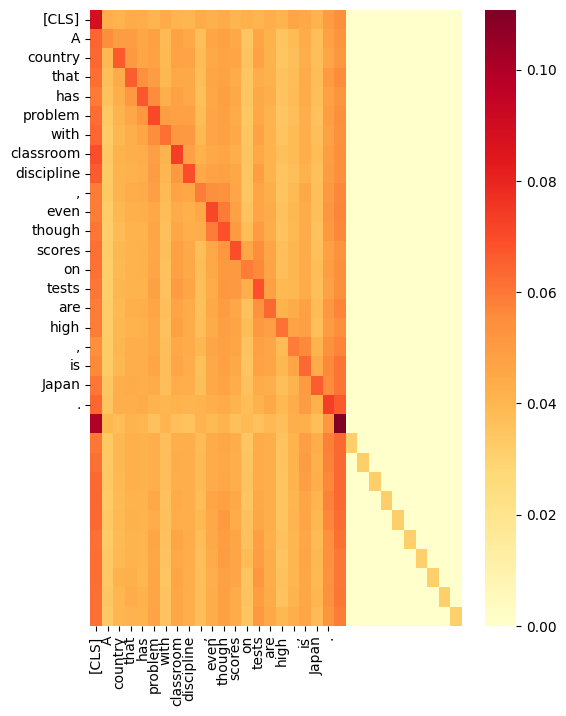 [CLS]
A
country
that
has
problem
with
classroom
discipline
,
even
though
scores
on
tests
are
high
,
is
Japan
.
[CLS]
A
country
that
has
problem
with
classroom
discipline
,
even
though
scores
on
tests
are
high
,
is
Japan
.
0.10
0.08
0.06
0.04
0.02
0.00